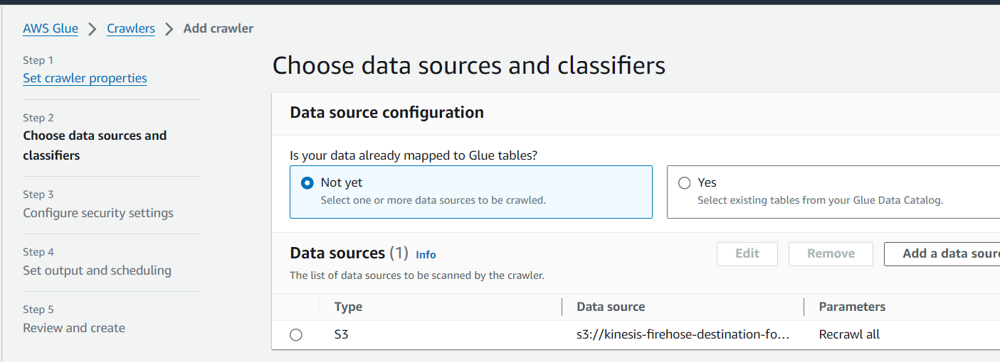 AWS Glue > Crawlers > Add crawler
Step 1
Set crawler properties
Step 2
Choose data sources and
classifiers
Step 3
Configure security settings
Step 4
Set output and scheduling
Step 5
Review and create
Choose data sources and classifiers
Data source configuration
Is your data already mapped to Glue tables?
Not yet
Select one or more data sources to be crawled.
Yes
Select existing tables from your Glue Data Catalog.
Data sources (1) Info
Edit Remove Add a data sour
The list of data sources to be scanned by the crawler.
Type Data source Parameters
S3 s3://kinesis-firehose-destination-fo... Recrawl all